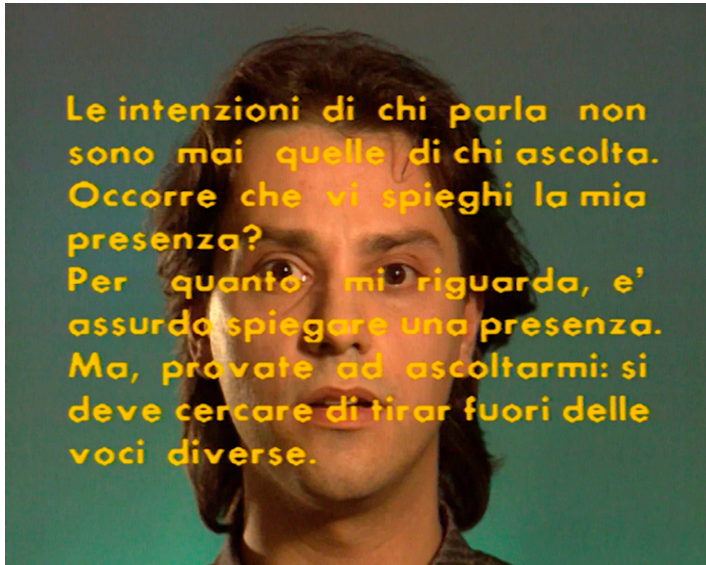 Le intenzioni di chi parla non
sono mai quelle di chi ascolta.
Occorre che vi spieghi la mia
presenza?
Per quanto mi riguarda, e'
assurdo spiegare una presenza.
Ma, provate ad ascoltarmi: si
deve cercare di tirar fuori delle
voci diverse.